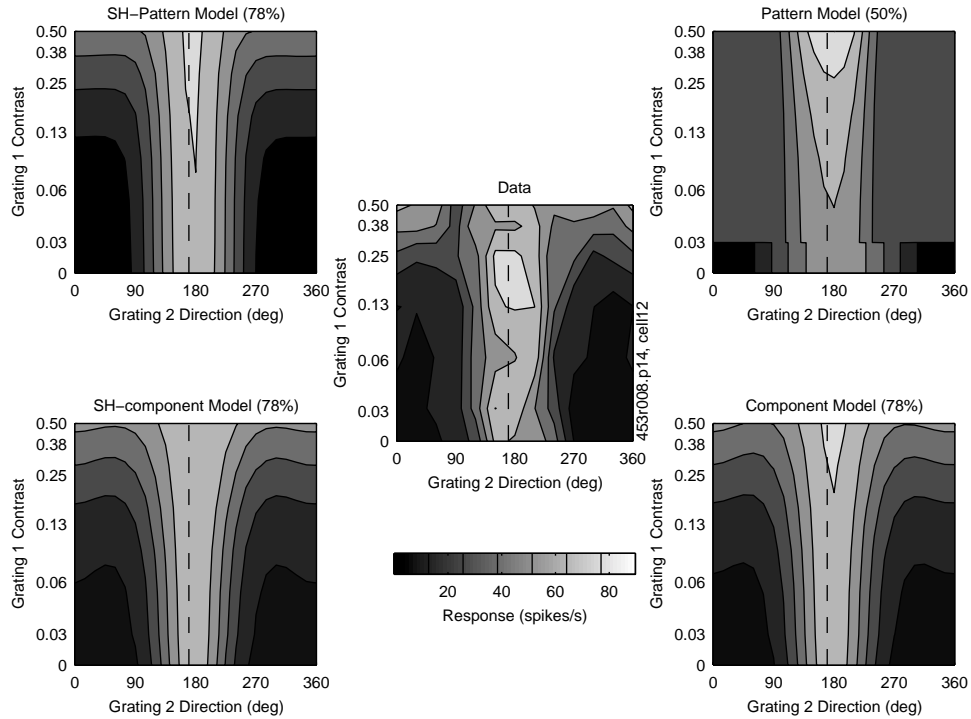 SH−Pattern Model (78%)
0.50
0.38
0.25
0.13
0.06
0.03
0
Grating 1 Contrast
0 90 180 270 360
Grating 2 Direction (deg)
Pattern Model (50%)
0.50
0.38
0.25
0.13
0.06
0.03
0
Grating 1 Contrast
0 90 180 270 360
Grating 2 Direction (deg)
Data
0.50
0.38
0.25
0.13
0.06
0.03
0
Grating 1 Contrast
0 90 180 270 360
Grating 2 Direction (deg)
453r008.p14, cell12
SH−component Model (78%)
0.50
0.38
0.25
0.13
0.06
0.03
0
Grating 1 Contrast
0 90 180 270 360
Grating 2 Direction (deg)
Component Model (78%)
0.50
0.38
0.25
0.13
0.06
0.03
0
Grating 1 Contrast
0 90 180 270 360
Grating 2 Direction (deg)
20 40 60 80
Response (spikes/s)